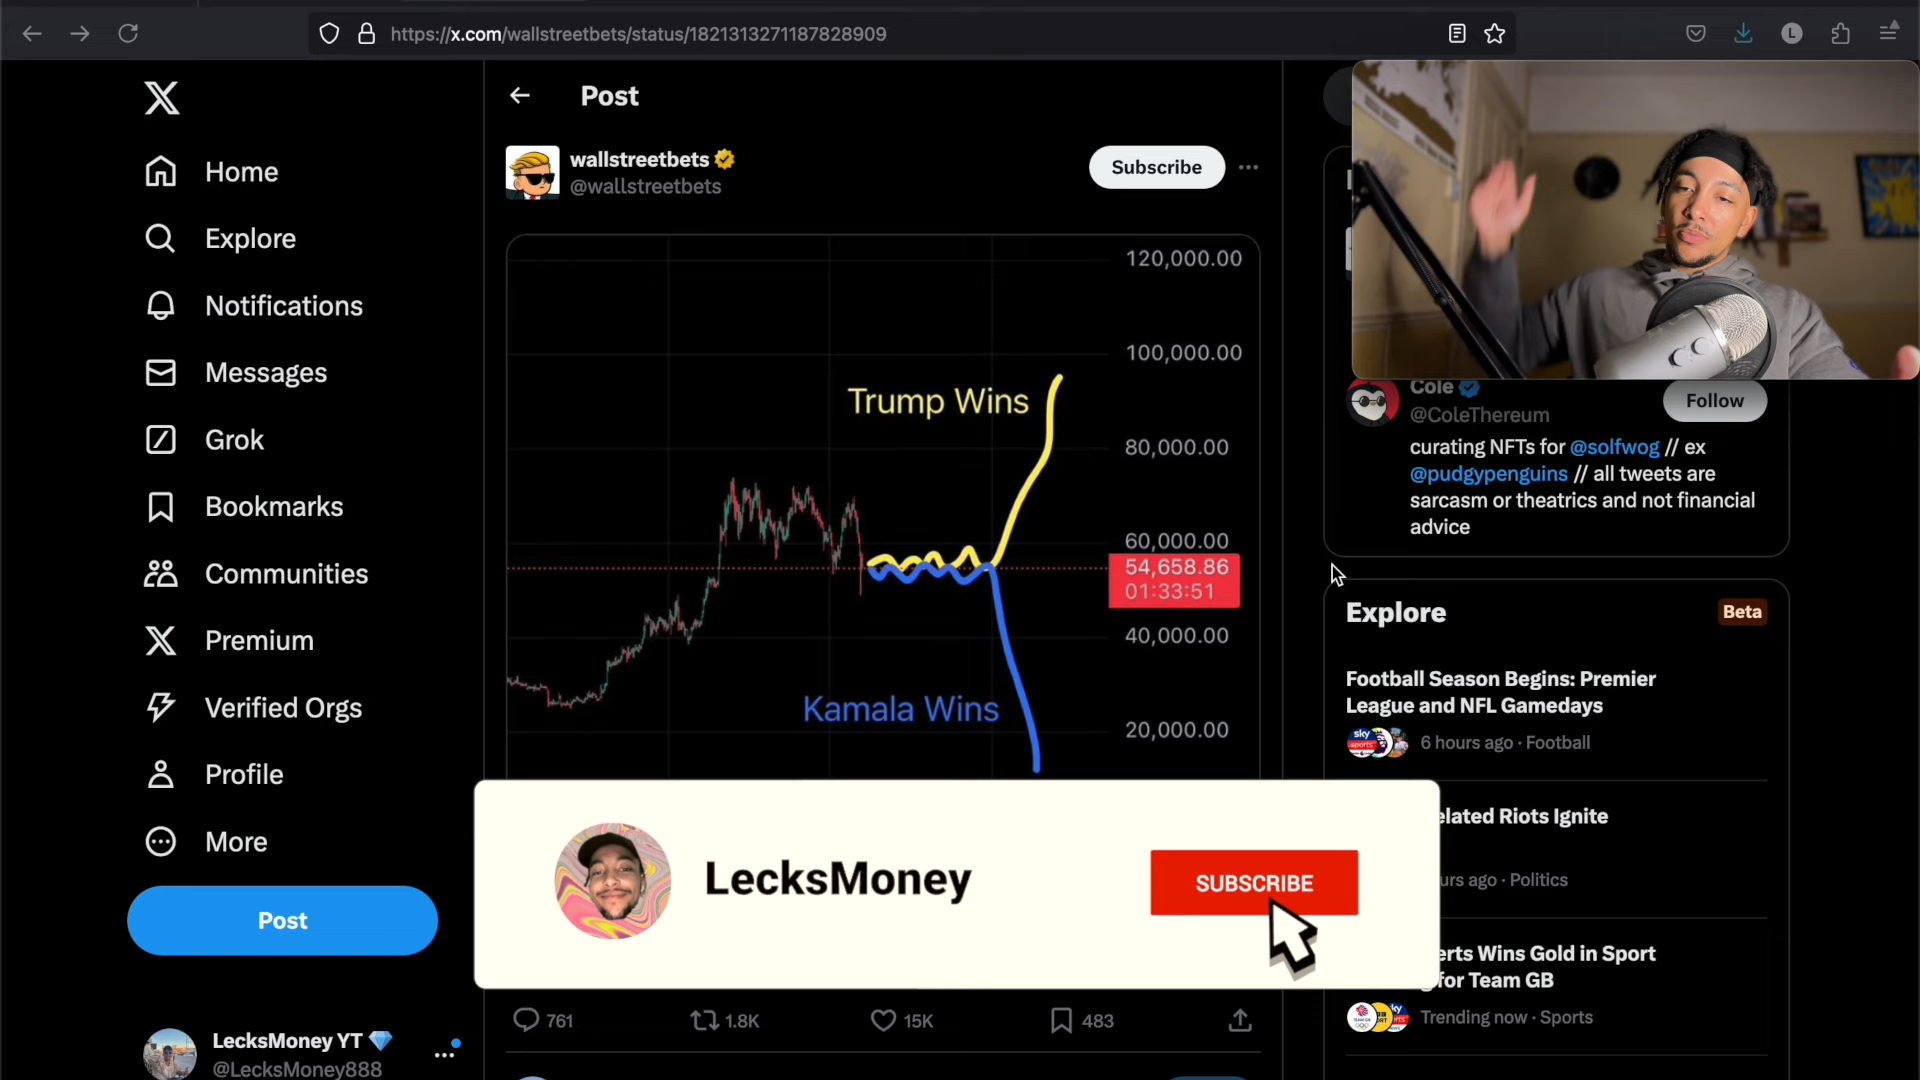 https://x.com/wallstreetbets/status/1821313271187828909
L
Home
Explore
Notifications
Messages
Grok
Bookmarks
Communities
Premium
Verified Orgs
Profile
More
Post
LecksMoney YT
@LecksMoney888
Post
wallstreetbets
@wallstreetbets
Subscribe
120,000.00
100,000.00
Trump Wins
80,000.00
60,000.00
54,658.86
01:33:51
40,000.00
Kamala Wins
20,000.00
LecksMoney
SUBSCRIBE
761
1.8K
15K
483
Cole
@ColeThereum
Follow
curating NFTs for @solfwog // ex
@pudgypenguins // all tweets are
sarcasm or theatrics and not financial
advice
Explore
Beta
Football Season Begins: Premier
League and NFL Gamedays
sky
sports
6 hours ago · Football
elated Riots Ignite
urs ago · Politics
erts Wins Gold in Sport
for Team GB
Trending now · Sports